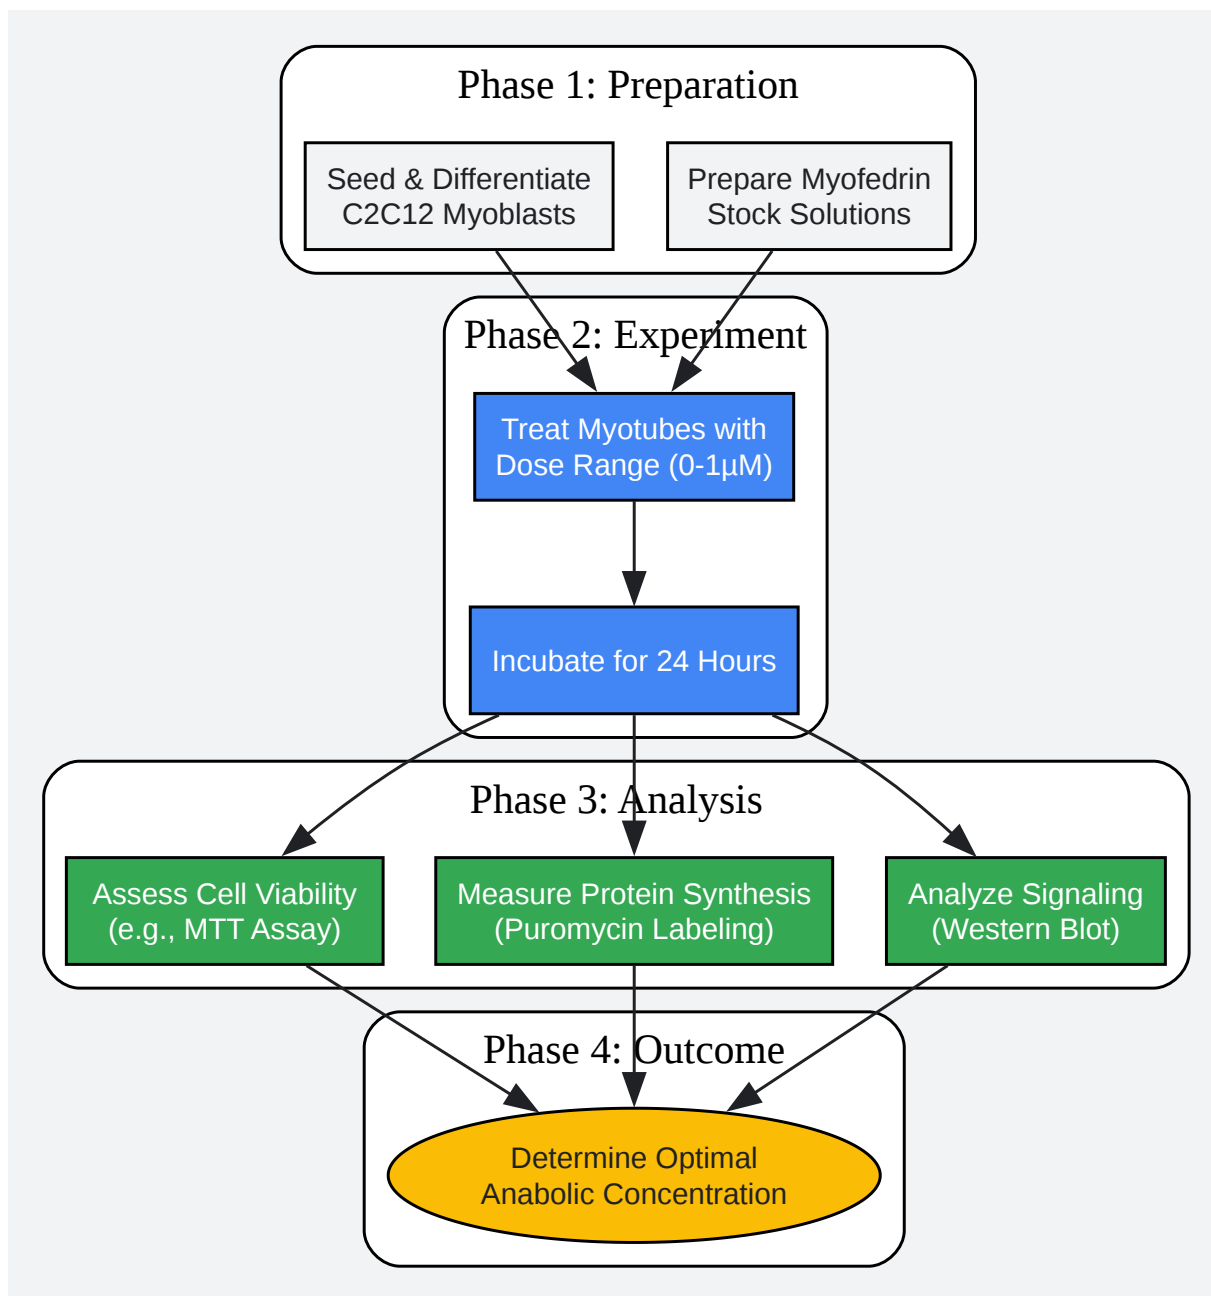 Phase 1: Preparation
Seed & Differentiate
C2C12 Myoblasts
Prepare Myofedrin
Stock Solutions
Phase 2: Experiment
Treat Myotubes with
Dose Range (0-1µM)
Incubate for 24 Hours
Phase 3: Analysis
Assess Cell Viability
(e.g., MTT Assay)
Measure Protein Synthesis
(Puromycin Labeling)
Analyze Signaling
(Western Blot)
Phase 4: Outcome
Determine Optimal
Anabolic Concentration